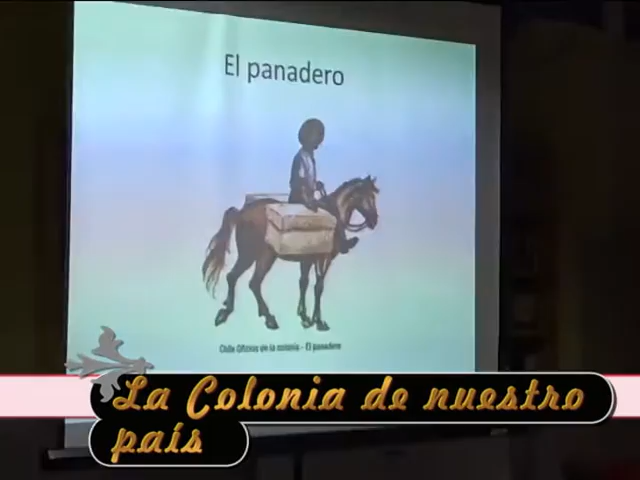 El panadero
Chile Oficios en la colonia - El panadero
La Colonia de nuestro
país